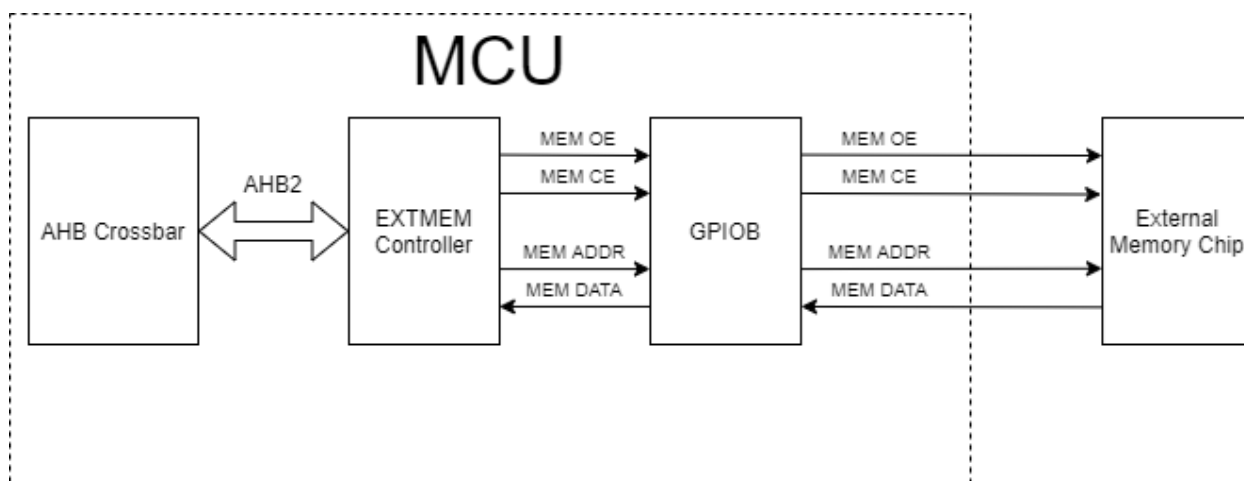 MCU
MEM OE
MEM OE
MEM CE
MEM CE
AHB2
AHB Crossbar
EXTMEM
Controller
GPIOB
External
Memory Chip
MEM ADDR
MEM ADDR
MEM DATA
MEM DATA